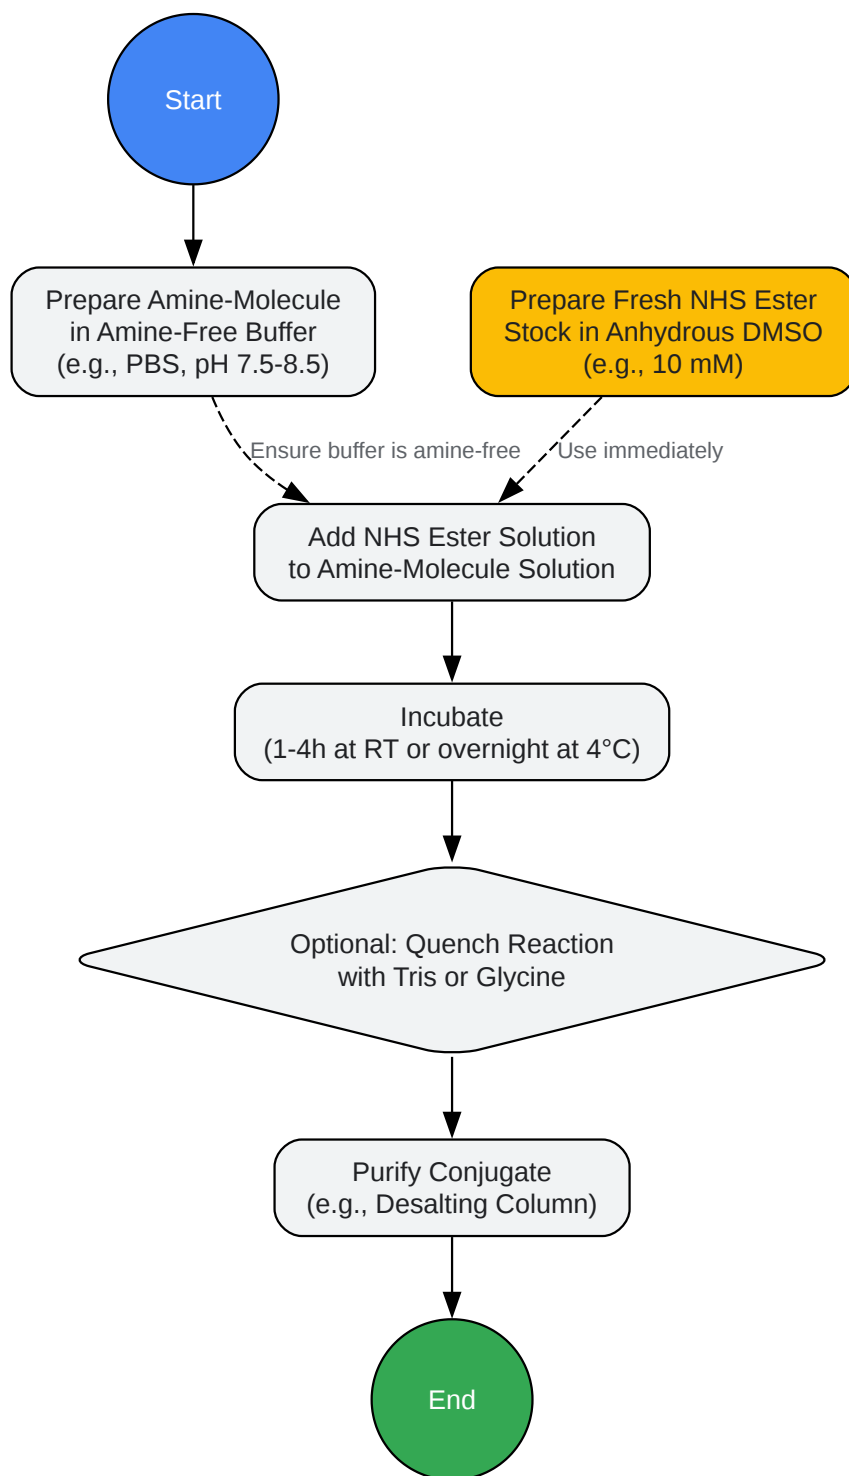 Start
Prepare Amine-Molecule
in Amine-Free Buffer
(e.g., PBS, pH 7.5-8.5)
Prepare Fresh NHS Ester
Stock in Anhydrous DMSO
(e.g., 10 mM)
Ensure buffer is amine-free
Use immediately
Add NHS Ester Solution
to Amine-Molecule Solution
Incubate
(1-4h at RT or overnight at 4°C)
Optional: Quench Reaction
with Tris or Glycine
Purify Conjugate
(e.g., Desalting Column)
End